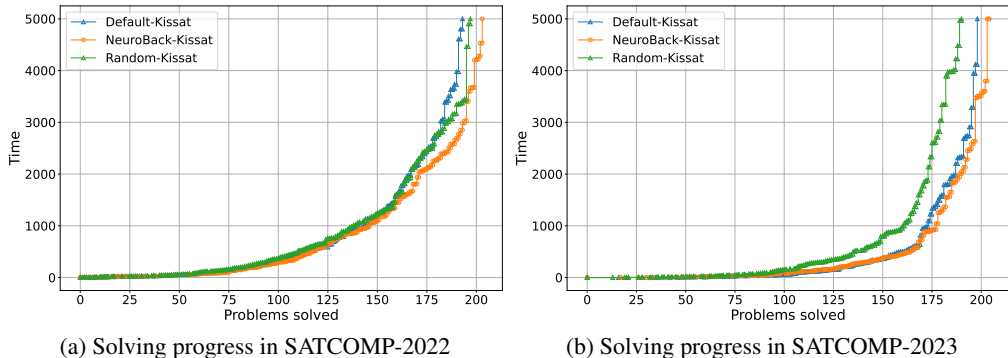 5000
4000
3000
2000
1000
0
Time
Default-Kissat
NeuroBack-Kissat
Random-Kissat
0 25 50 75 100 125 150 175 200
Problems solved
(a) Solving progress in SATCOMP-2022
5000
4000
3000
2000
1000
0
Time
Default-Kissat
NeuroBack-Kissat
Random-Kissat
0 25 50 75 100 125 150 175 200
Problems solved
(b) Solving progress in SATCOMP-2023